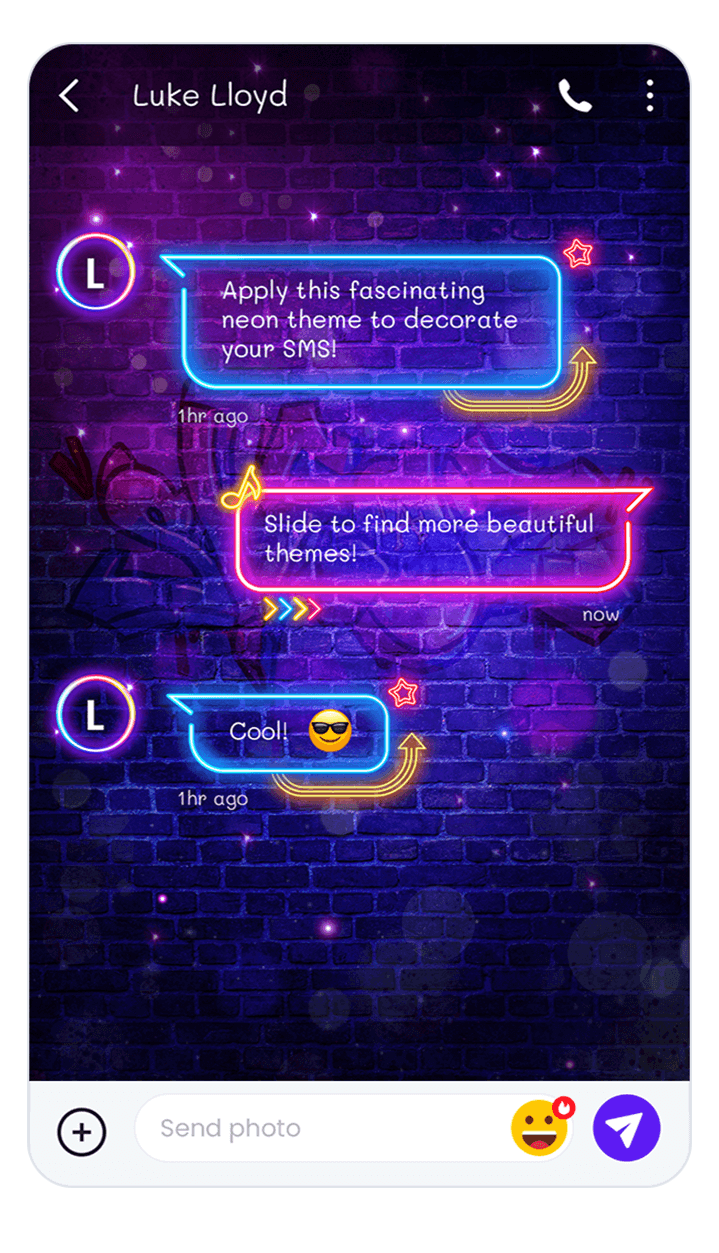 Luke Lloyd
L
Apply this fascinating
neon theme to decorate
your SMS!
1hr ago
Slide to find more beautiful
themes!
now
L
Cool! 😎
1hr ago
Send photo